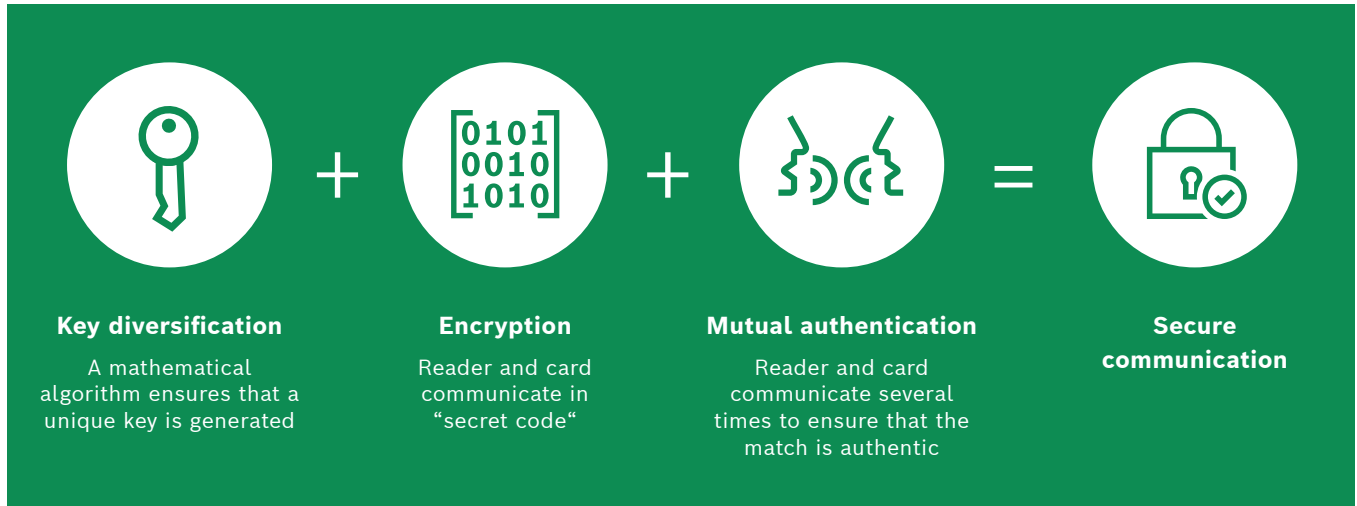 0101
0010
1010
+
+
=
Key diversification
A mathematical
algorithm ensures that a
unique key is generated
Encryption
Reader and card
communicate in
“secret code“
Mutual authentication
Reader and card
communicate several
times to ensure that the
match is authentic
Secure
communication